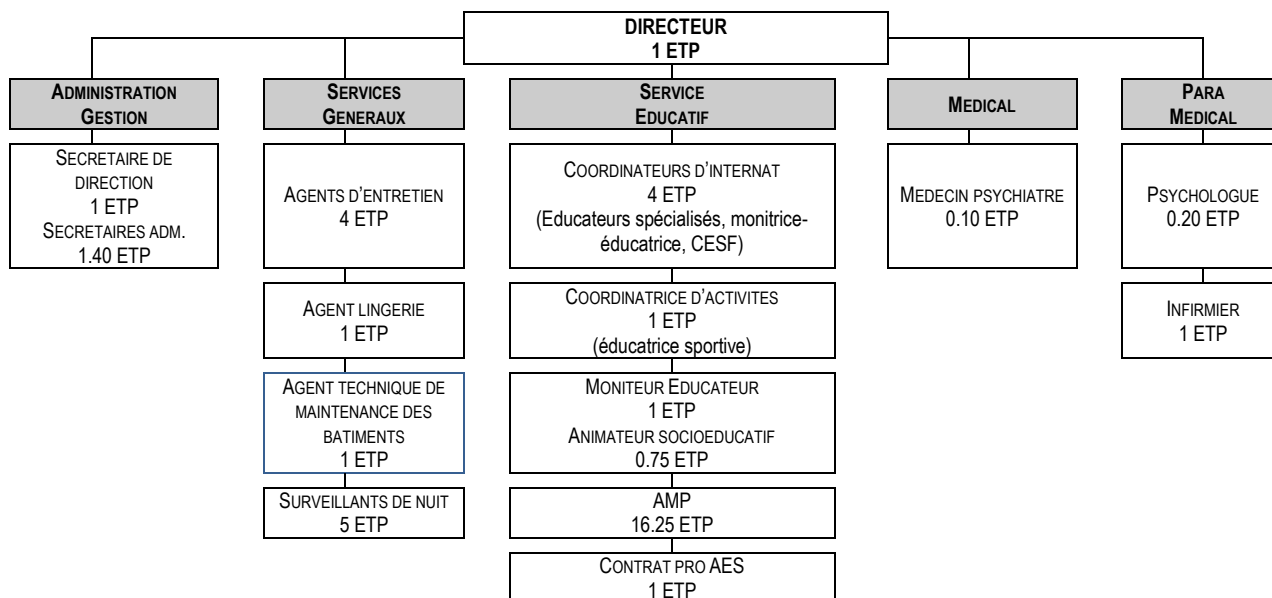 DIRECTEUR
1 ETP
ADMINISTRATION
GESTION
SECRETAIRE DE
DIRECTION
1 ETP
SECRETAIRES ADM.
1.40 ETP
SERVICES
GENERAUX
AGENTS D'ENTRETIEN
4 ETP
AGENT LINGERIE
1 ETP
AGENT TECHNIQUE DE
MAINTENANCE DES
BATIMENTS
1 ETP
SURVEILLANTS DE NUIT
5 ETP
SERVICE
EDUCATIF
COORDINATEURS D'INTERNAT
4 ETP
(Educateurs spécialisés, monitrice-
éducatrice, CESF)
COORDINATRICE D'ACTIVITES
1 ETP
(éducatrice sportive)
MONITEUR EDUCATEUR
1 ETP
ANIMATEUR SOCIOEDUCATIF
0.75 ETP
AMP
16.25 ETP
CONTRAT PRO AES
1 ETP
MEDICAL
MEDECIN PSYCHIATRE
0.10 ETP
PARA
MEDICAL
PSYCHOLOGUE
0.20 ETP
INFIRMIER
1 ETP